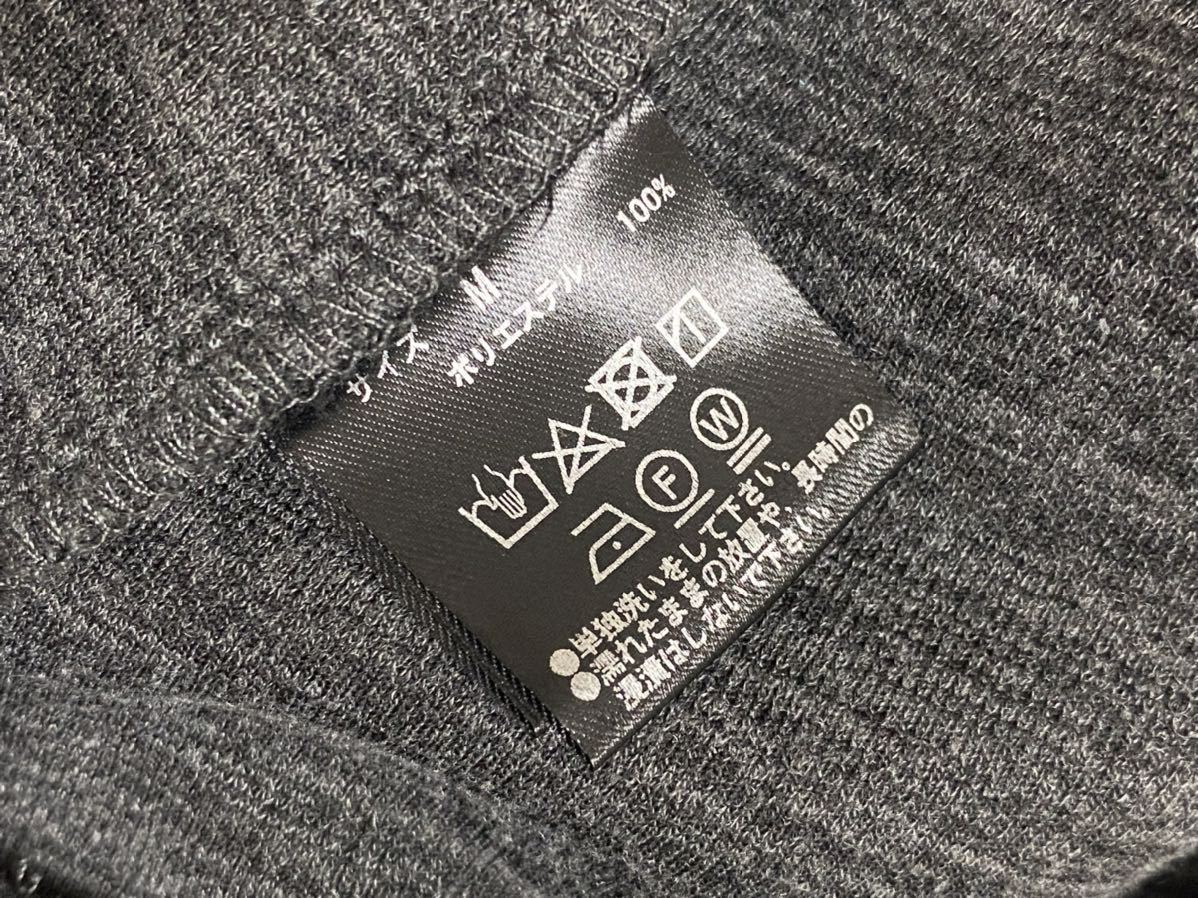 サイズ M
ポリエステル 100%
F W
●単独洗いをして下さい。
●濡れたままの放置や、長時間の
浸漬はしないで下さい。